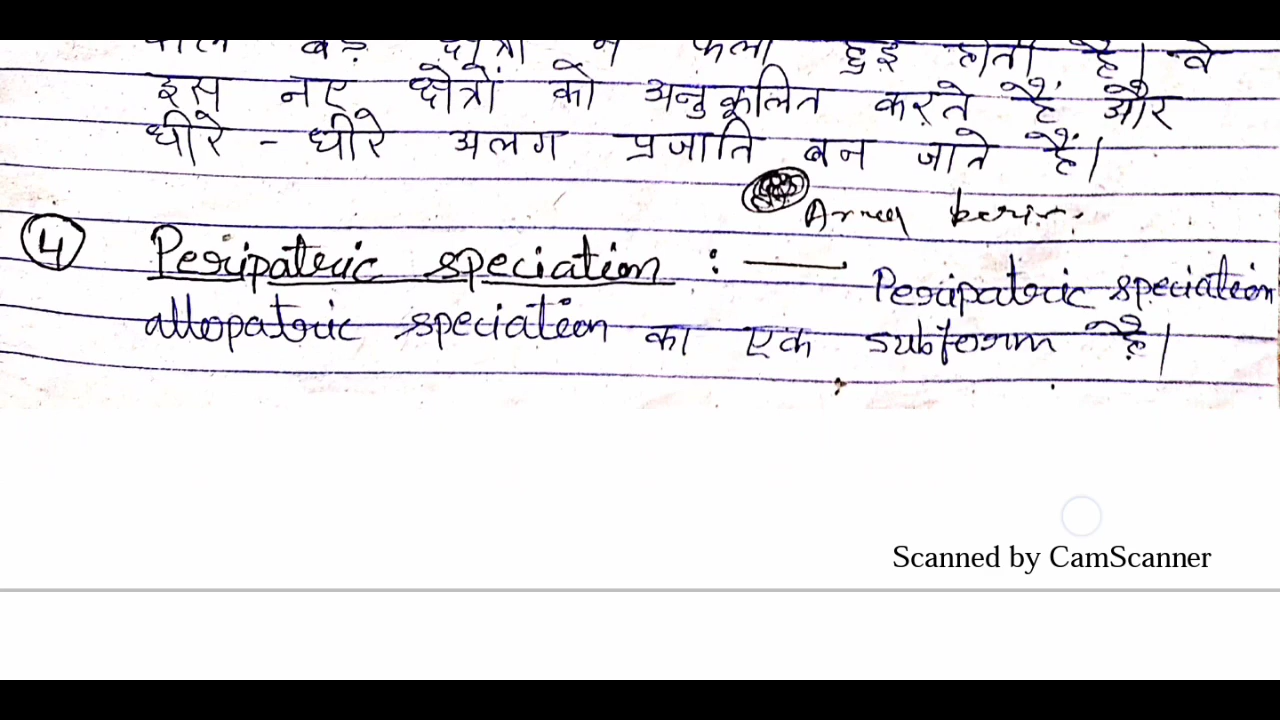 हुई होती है। वे
इस नए क्षेत्रों को अनुकूलित करते हैं और
धीरे - धीरे अलग प्रजाति बन जाते हैं।
④ Peripatric speciation : — Peripatric speciation
allopatric speciation का एक subform है।
Scanned by CamScanner